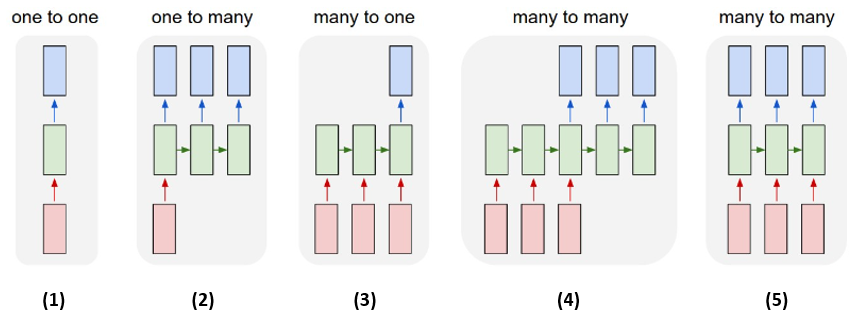 one to one
one to many
many to one
many to many
many to many
(1)
(2)
(3)
(4)
(5)